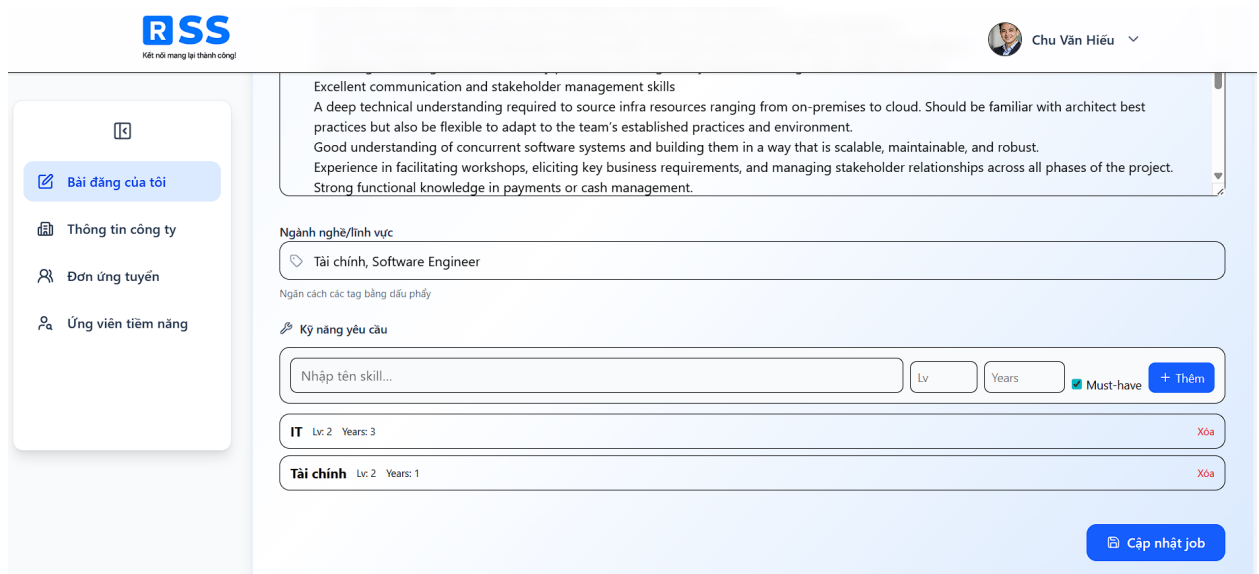 RSS
Kết nối mang lại thành công!
Chu Văn Hiếu
Bài đăng của tôi
Thông tin công ty
Đơn ứng tuyển
Ứng viên tiềm năng
Excellent communication and stakeholder management skills
A deep technical understanding required to source infra resources ranging from on-premises to cloud. Should be familiar with architect best
practices but also be flexible to adapt to the team's established practices and environment.
Good understanding of concurrent software systems and building them in a way that is scalable, maintainable, and robust.
Experience in facilitating workshops, eliciting key business requirements, and managing stakeholder relationships across all phases of the project.
Strong functional knowledge in payments or cash management.
Ngành nghề/lĩnh vực
Tài chính, Software Engineer
Ngăn cách các tag bằng dấu phẩy
Kỹ năng yêu cầu
Nhập tên skill... Lv Years Must-have + Thêm
IT Lv: 2 Years: 3 Xóa
Tài chính Lv: 2 Years: 1 Xóa
Cập nhật job